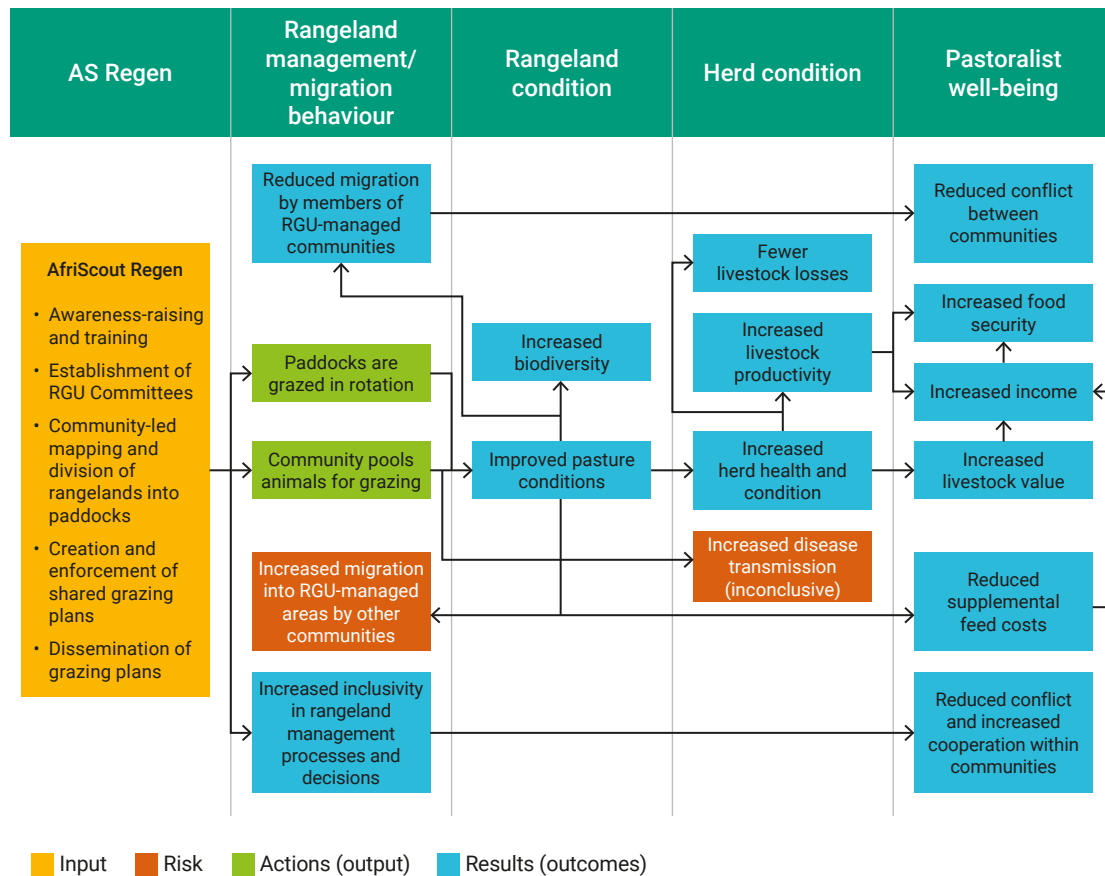 AS Regen
Rangeland
management/
migration
behaviour
Rangeland
condition
Herd condition
Pastoralist
well-being
AfriScout Regen
• Awareness-raising
and training
• Establishment of
RGU Committees
• Community-led
mapping and
division of
rangelands into
paddocks
• Creation and
enforcement of
shared grazing
plans
• Dissemination of
grazing plans
Reduced migration
by members of
RGU-managed
communities
Paddocks are
grazed in rotation
Community pools
animals for grazing
Increased migration
into RGU-managed
areas by other
communities
Increased inclusivity
in rangeland
management
processes and
decisions
Increased
biodiversity
Improved pasture
conditions
Fewer
livestock losses
Increased
livestock
productivity
Increased
herd health and
condition
Increased disease
transmission
(inconclusive)
Reduced conflict
between
communities
Increased food
security
Increased income
Increased
livestock value
Reduced
supplemental
feed costs
Reduced conflict
and increased
cooperation within
communities
Input
Risk
Actions (output)
Results (outcomes)